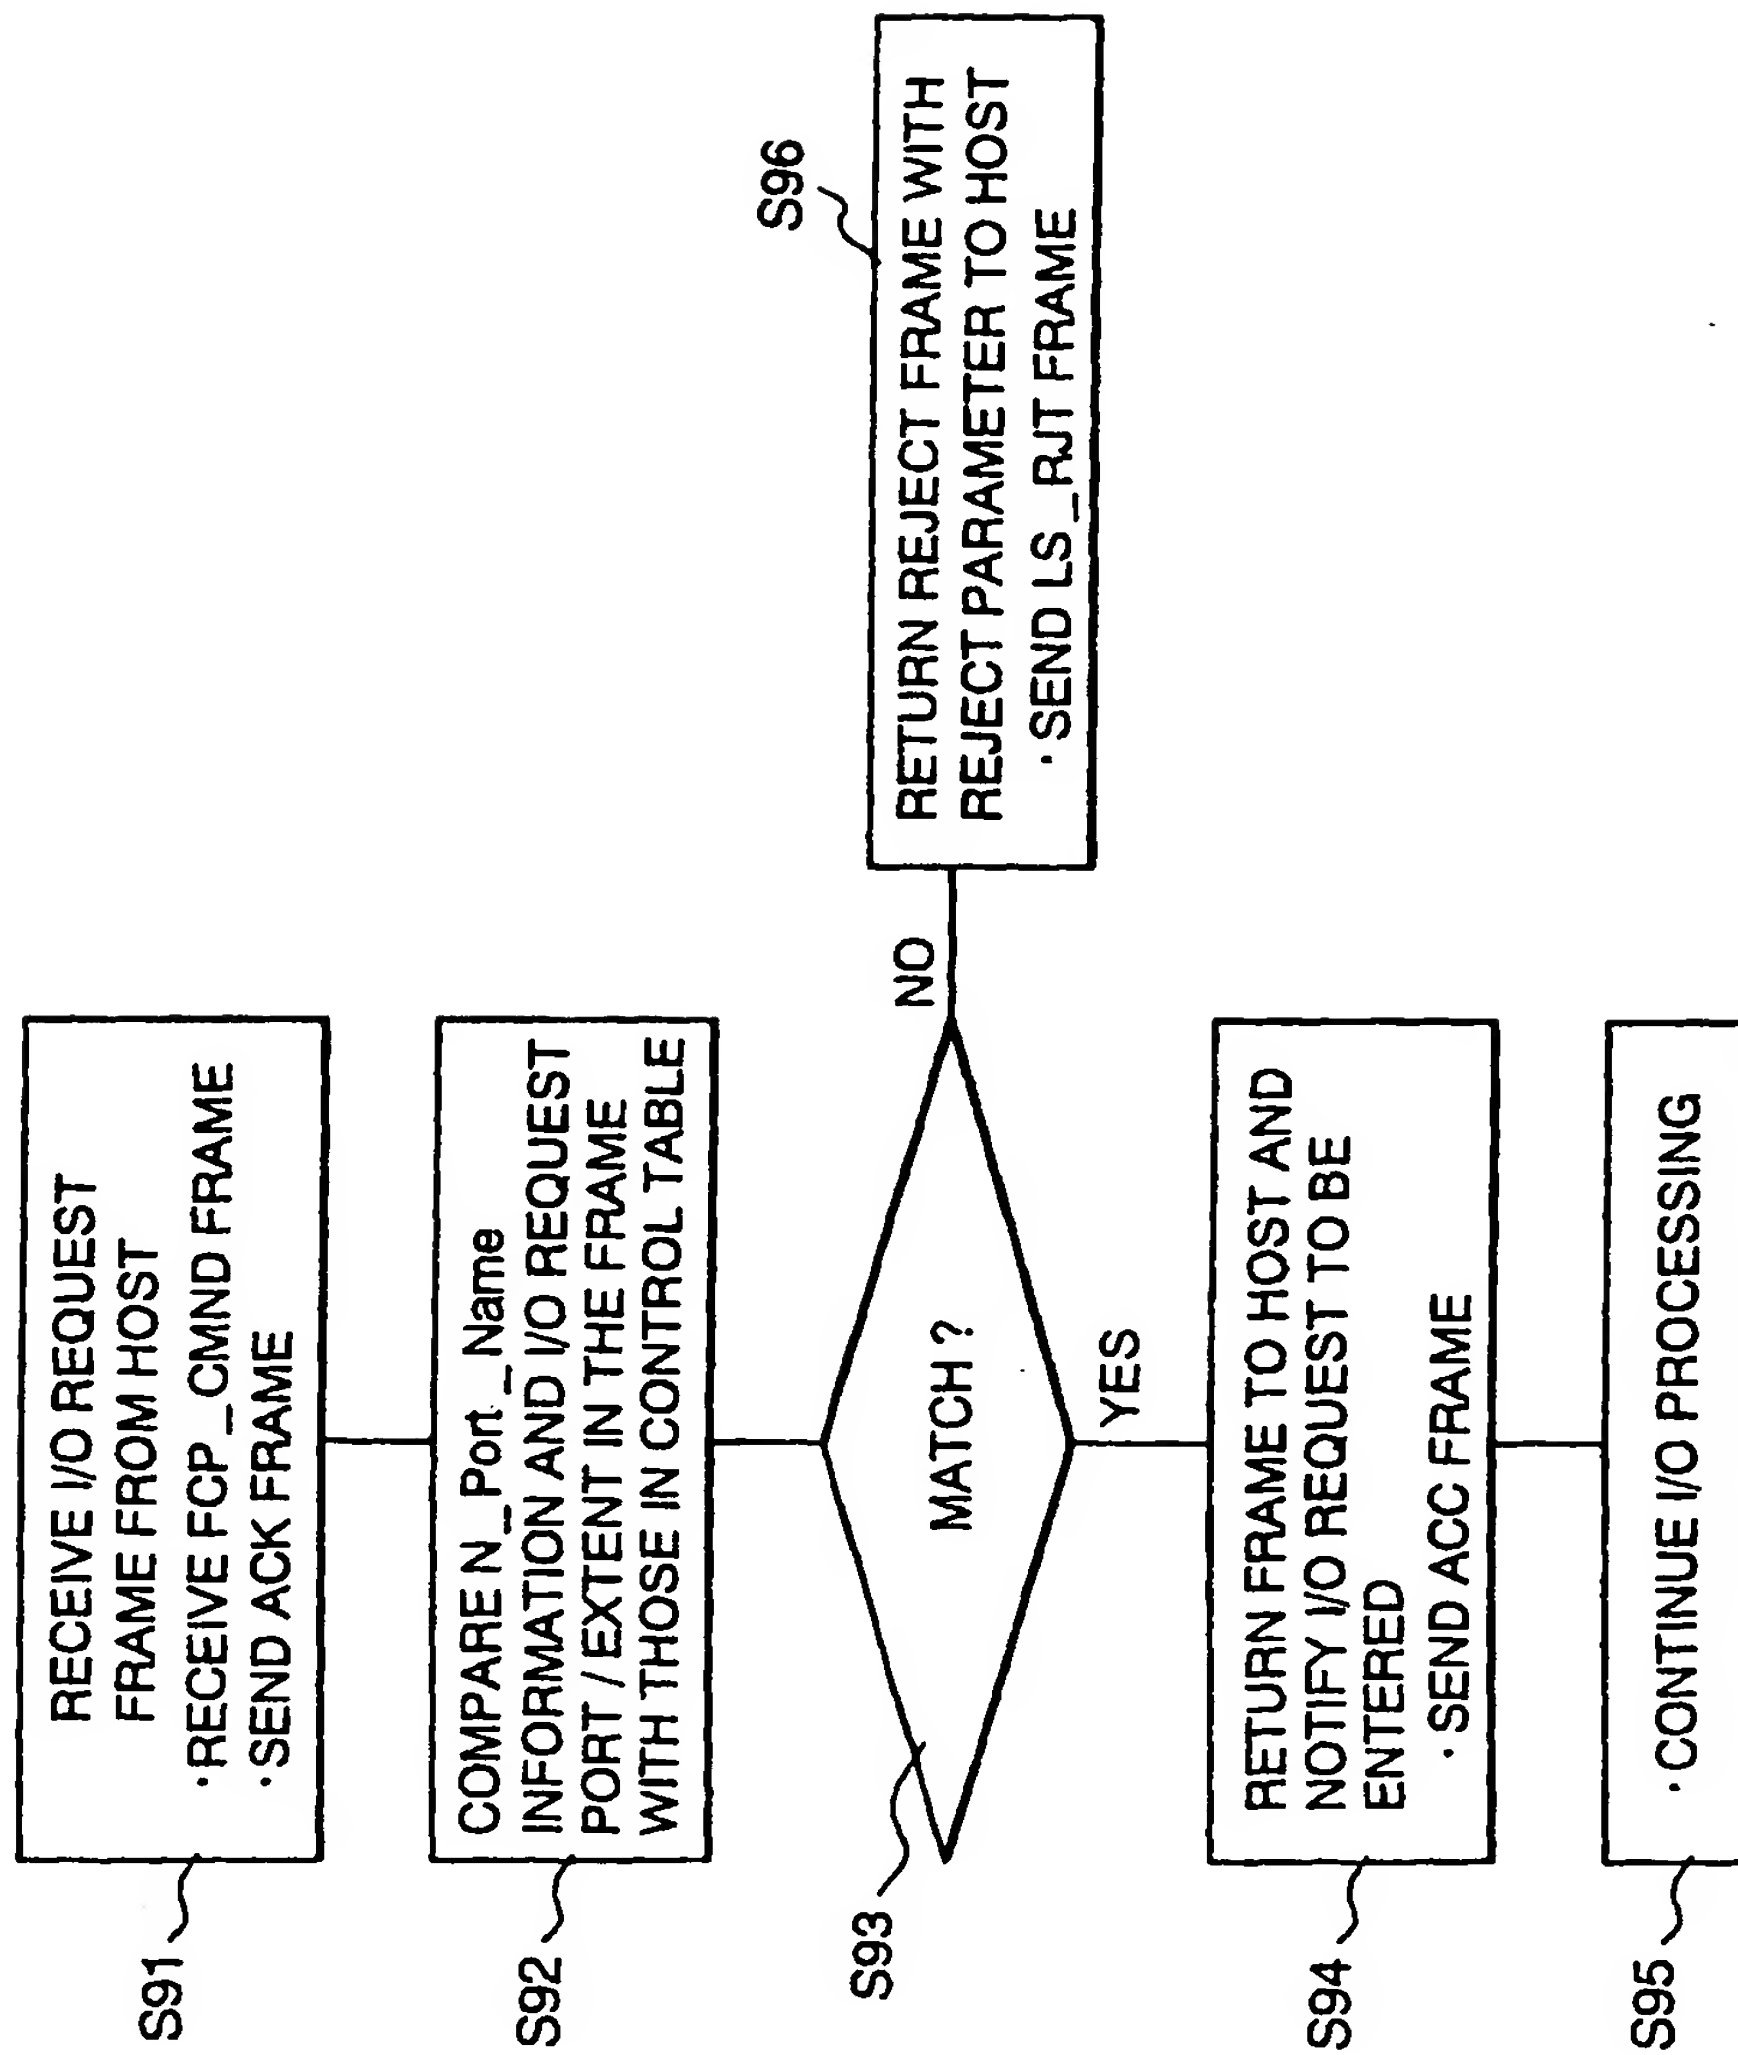 S91
RECEIVE I/O REQUEST
FRAME FROM HOST
·RECEIVE FCP_CMND FRAME
·SEND ACK FRAME
S92
COMPARE N_Port_Name
INFORMATION AND I/O REQUEST
PORT / EXTENT IN THE FRAME
WITH THOSE IN CONTROL TABLE
S93
MATCH ?
NO
S96
RETURN REJECT FRAME WITH
REJECT PARAMETER TO HOST
·SEND LS_RJT FRAME
YES
S94
RETURN FRAME TO HOST AND
NOTIFY I/O REQUEST TO BE
ENTERED
·SEND ACC FRAME
S95
·CONTINUE I/O PROCESSING